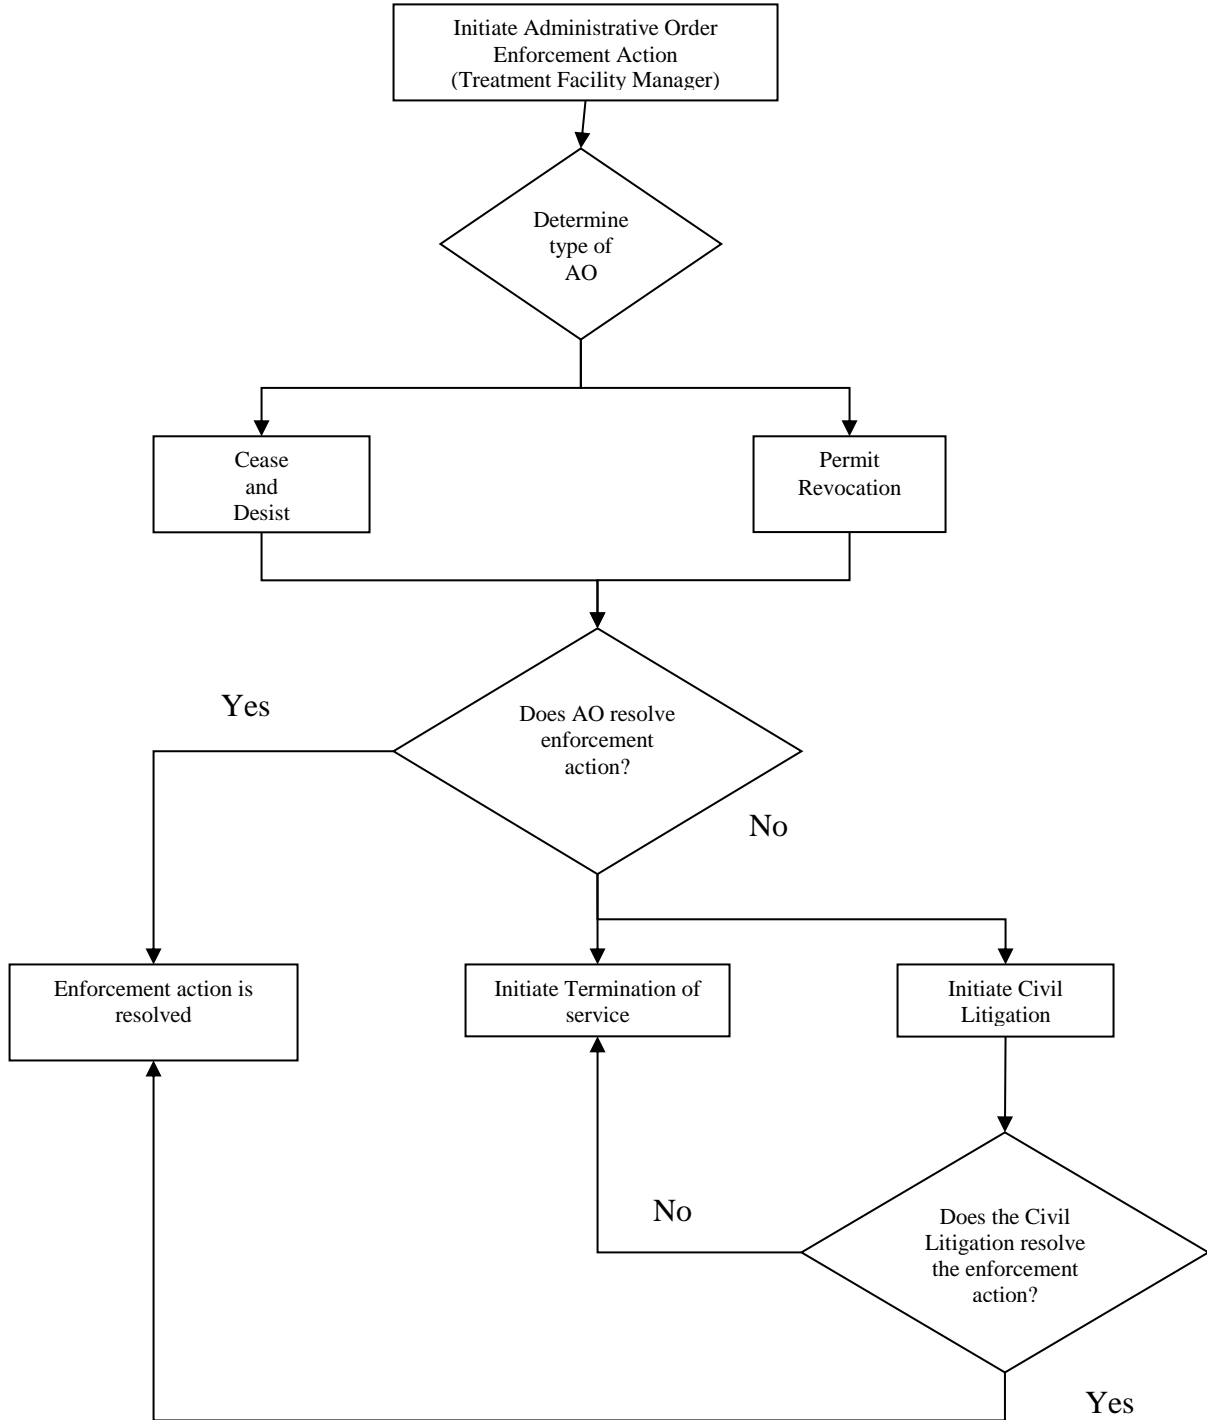 Initiate Administrative Order
Enforcement Action
(Treatment Facility Manager)
Determine
type of
AO
Cease
and
Desist
Permit
Revocation
Yes
Does AO resolve
enforcement
action?
No
Enforcement action is
resolved
Initiate Termination of
service
Initiate Civil
Litigation
No
Does the Civil
Litigation resolve
the enforcement
action?
Yes